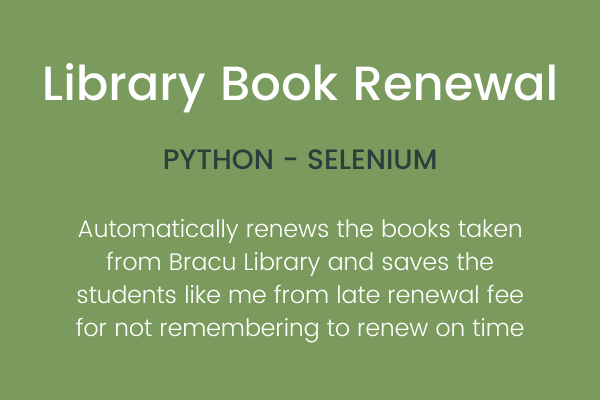 Library Book Renewal
PYTHON - SELENIUM
Automatically renews the books taken
from Bracu Library and saves the
students like me from late renewal fee
for not remembering to renew on time